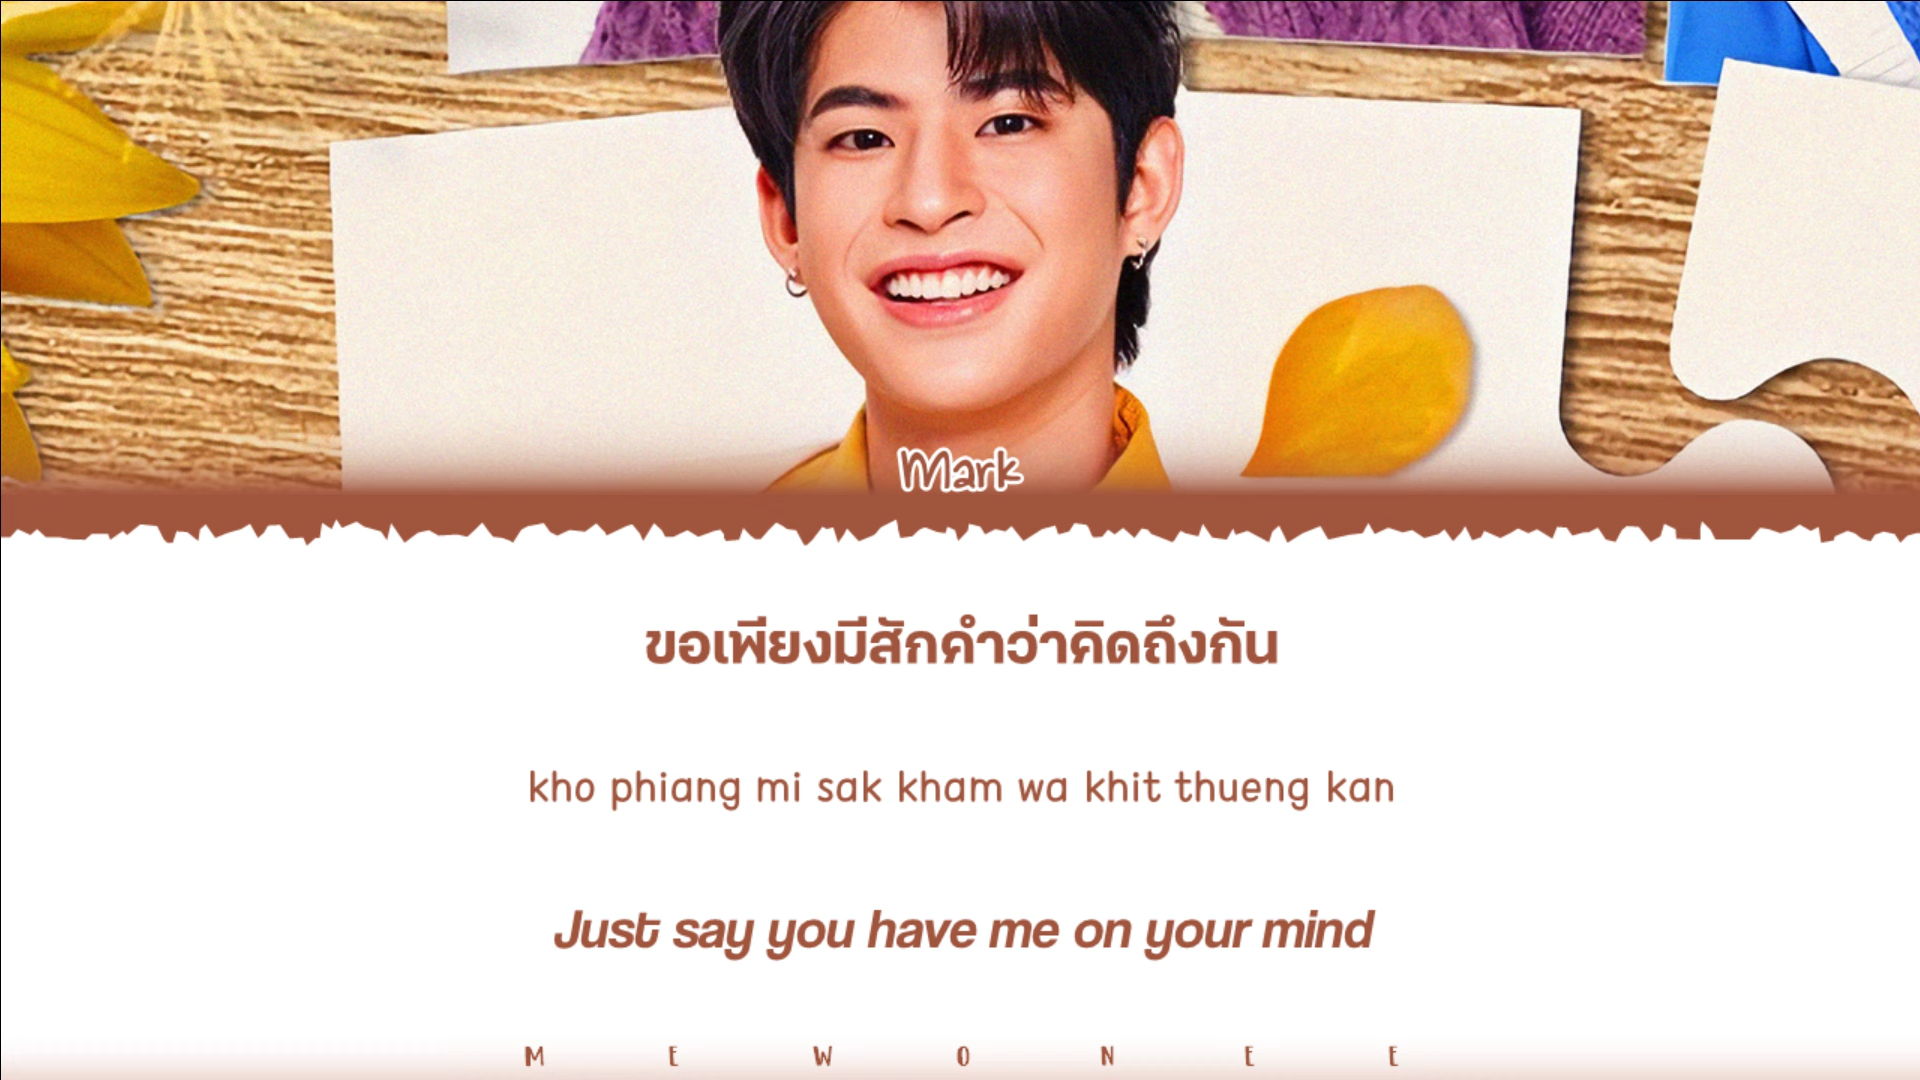 Mark
ขอเพียงมีสักคำว่าคิดถึงกัน
kho phiang mi sak kham wa khit thueng kan
Just say you have me on your mind
M E W O N E E